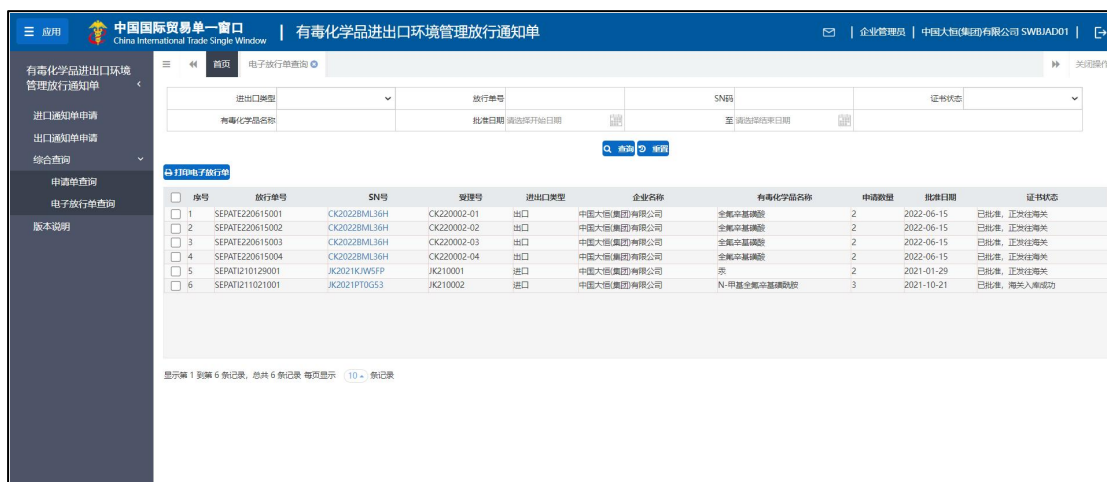 应用 中国国际贸易单一窗口 | 有毒化学品进出口环境管理放行通知单 | 企业管理员 | 中国大恒(集团)有限公司 SWBJAD01 |
China International Trade Single Window
有毒化学品进出口环境管理放行通知单
首页 电子放行单查询 关闭操作
进口通知单申请
出口通知单申请
综合查询
申请单查询
电子放行单查询
版本说明
进出口类型 放行单号 SN码 证书状态
有毒化学品名称 批准日期 请选择开始日期 至 请选择结束日期
查询 重置
打印电子放行单
序号 放行单号 SN号 受理号 进出口类型 企业名称 有毒化学品名称 申请数量 批准日期 证书状态
1 SEPATE220615001 CK2022BML36H CK220002-01 出口 中国大恒(集团)有限公司 全氟辛基磺酸 2 2022-06-15 已批准，正发往海关
2 SEPATE220615002 CK2022BML36H CK220002-02 出口 中国大恒(集团)有限公司 全氟辛基磺酸 2 2022-06-15 已批准，正发往海关
3 SEPATE220615003 CK2022BML36H CK220002-03 出口 中国大恒(集团)有限公司 全氟辛基磺酸 2 2022-06-15 已批准，正发往海关
4 SEPATE220615004 CK2022BML36H CK220002-04 出口 中国大恒(集团)有限公司 全氟辛基磺酸 2 2022-06-15 已批准，正发往海关
5 SEPATI210129001 JK2021KJWSFP JK210001 进口 中国大恒(集团)有限公司 汞 2 2021-01-29 已批准，正发往海关
6 SEPATI211021001 JK2021PT0G53 JK210002 进口 中国大恒(集团)有限公司 N-甲基全氟辛基磺酰胺 3 2021-10-21 已批准，海关入库成功
显示第 1 到第 6 条记录，总共 6 条记录 每页显示 10 条记录